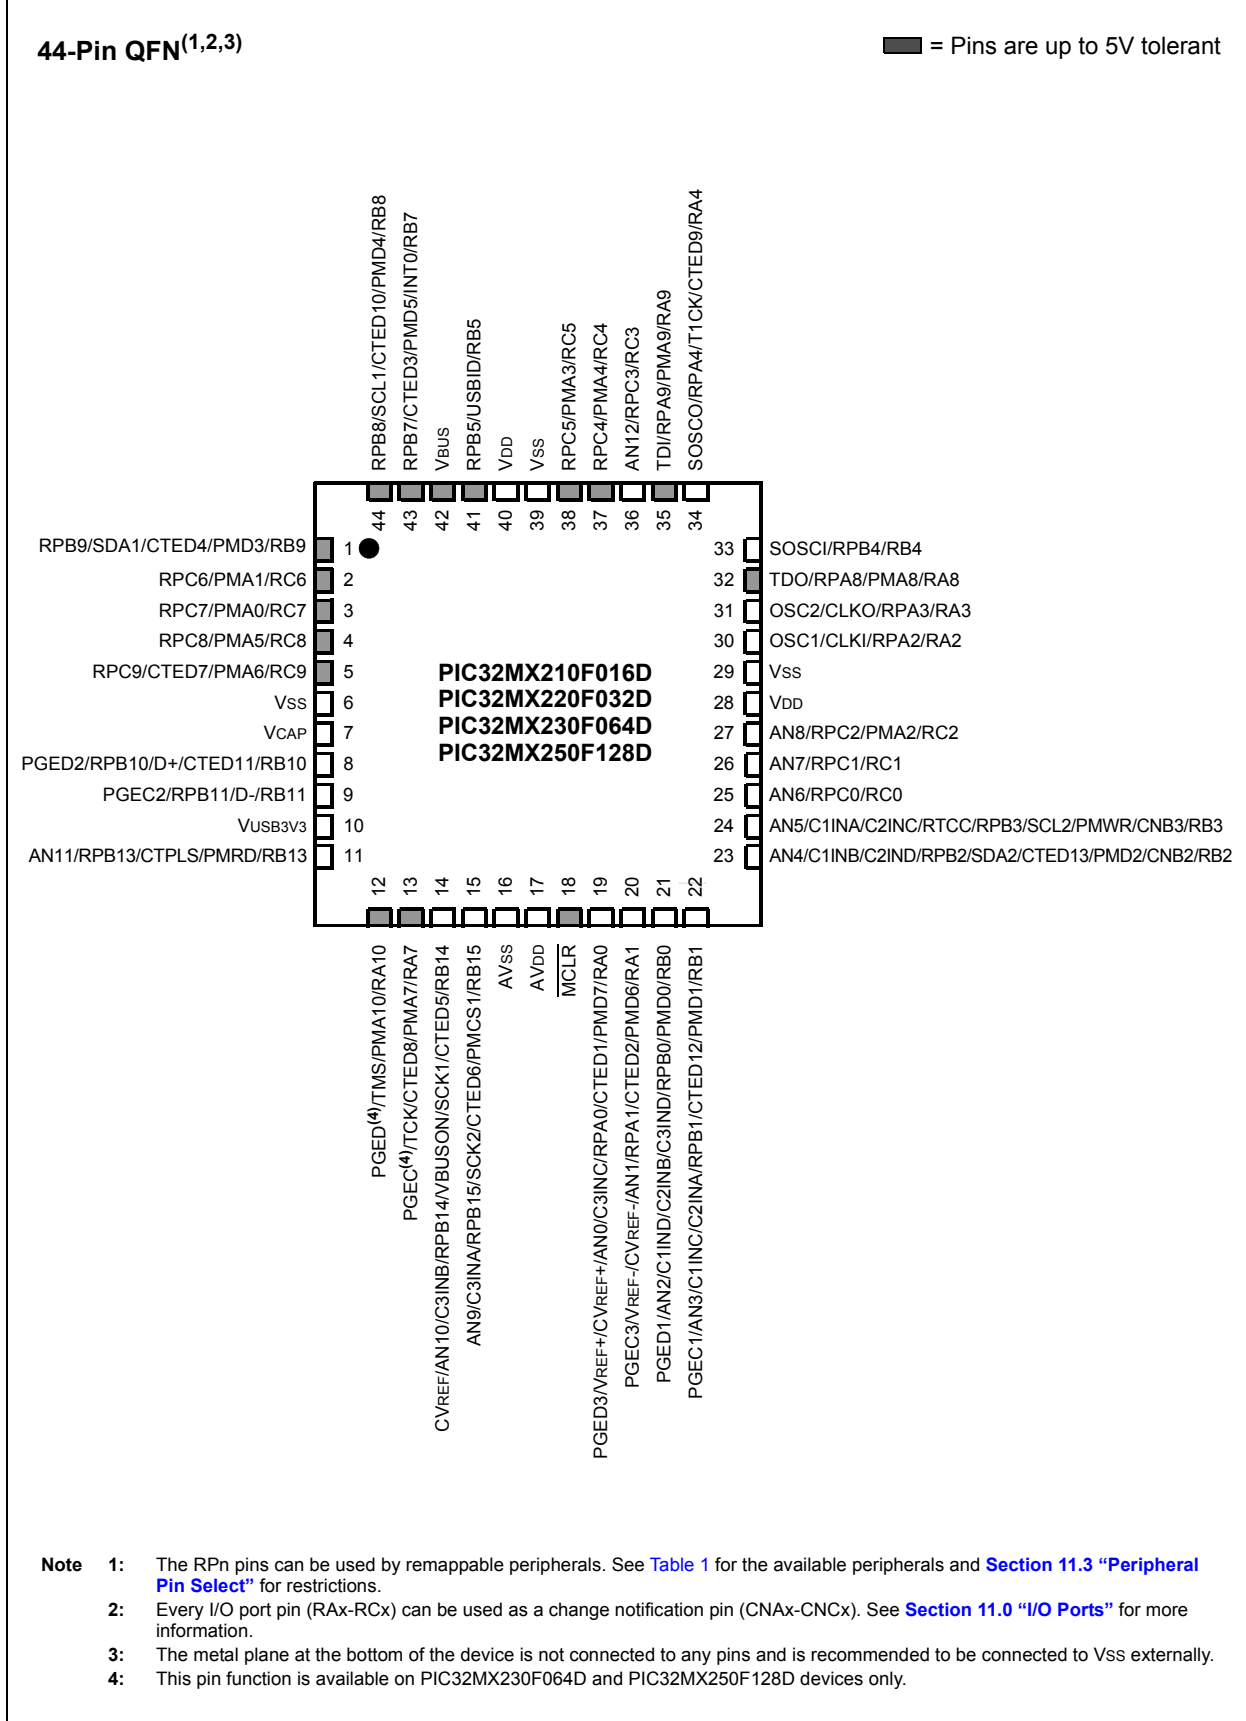 44-Pin QFN(1,2,3)
= Pins are up to 5V tolerant
RPB8/SCL1/CTED10/PMD4/RB8
RPB7/CTED3/PMD5/INT0/RB7
VBUS
RPB5/USBID/RB5
VDD
VSS
RPC5/PMA3/RC5
RPC4/PMA4/RC4
AN12/RPC3/RC3
TDI/RPA9/PMA9/RA9
SOSCO/RPA4/T1CK/CTED9/RA4
44
43
42
41
40
39
38
37
36
35
34
RPB9/SDA1/CTED4/PMD3/RB9 1
RPC6/PMA1/RC6 2
RPC7/PMA0/RC7 3
RPC8/PMA5/RC8 4
RPC9/CTED7/PMA6/RC9 5
VSS 6
VCAP 7
PGED2/RPB10/D+/CTED11/RB10 8
PGEC2/RPB11/D-/RB11 9
VUSB3V3 10
AN11/RPB13/CTPLS/PMRD/RB13 11
PIC32MX210F016D
PIC32MX220F032D
PIC32MX230F064D
PIC32MX250F128D
33 SOSCI/RPB4/RB4
32 TDO/RPA8/PMA8/RA8
31 OSC2/CLKO/RPA3/RA3
30 OSC1/CLKI/RPA2/RA2
29 VSS
28 VDD
27 AN8/RPC2/PMA2/RC2
26 AN7/RPC1/RC1
25 AN6/RPC0/RC0
24 AN5/C1INA/C2INC/RTCC/RPB3/SCL2/PMWR/CNB3/RB3
23 AN4/C1INB/C2IND/RPB2/SDA2/CTED13/PMD2/CNB2/RB2
12
13
14
15
16
17
18
19
20
21
22
PGED(4)/TMS/PMA10/RA10
PGEC(4)/TCK/CTED8/PMA7/RA7
CVREF/AN10/C3INB/RPB14/VBUSON/SCK1/CTED5/RB14
AN9/C3INA/RPB15/SCK2/CTED6/PMCS1/RB15
AVSS
AVDD
MCLR
PGED3/VREF+/CVREF+/AN0/C3INC/RPA0/CTED1/PMD7/RA0
PGEC3/VREF-/CVREF-/AN1/RPA1/CTED2/PMD6/RA1
PGED1/AN2/C1IND/C2INB/C3IND/RPB0/PMD0/RB0
PGEC1/AN3/C1INC/C2INA/RPB1/CTED12/PMD1/RB1
Note 1: The RPn pins can be used by remappable peripherals. See Table 1 for the available peripherals and Section 11.3 “Peripheral
Pin Select” for restrictions.
2: Every I/O port pin (RAx-RCx) can be used as a change notification pin (CNAx-CNCx). See Section 11.0 “I/O Ports” for more
information.
3: The metal plane at the bottom of the device is not connected to any pins and is recommended to be connected to VSS externally.
4: This pin function is available on PIC32MX230F064D and PIC32MX250F128D devices only.